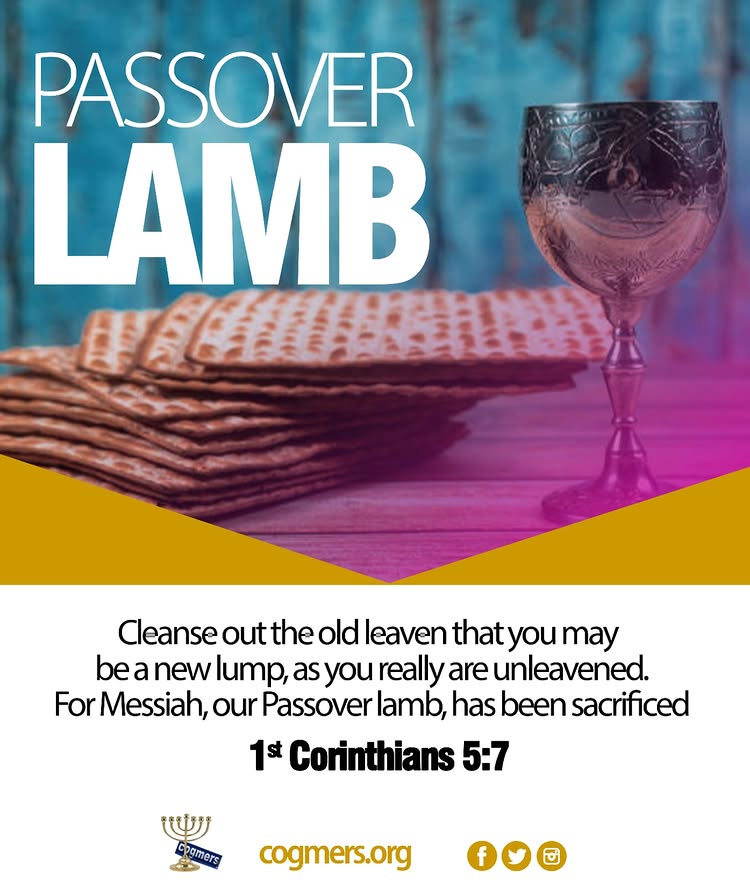 PASSOVER
LAMB
Cleanse out the old leaven that you may
be a new lump, as you really are unleavened.
For Messiah, our Passover lamb, has been sacrificed
1st Corinthians 5:7
cogmers
cogmers.org